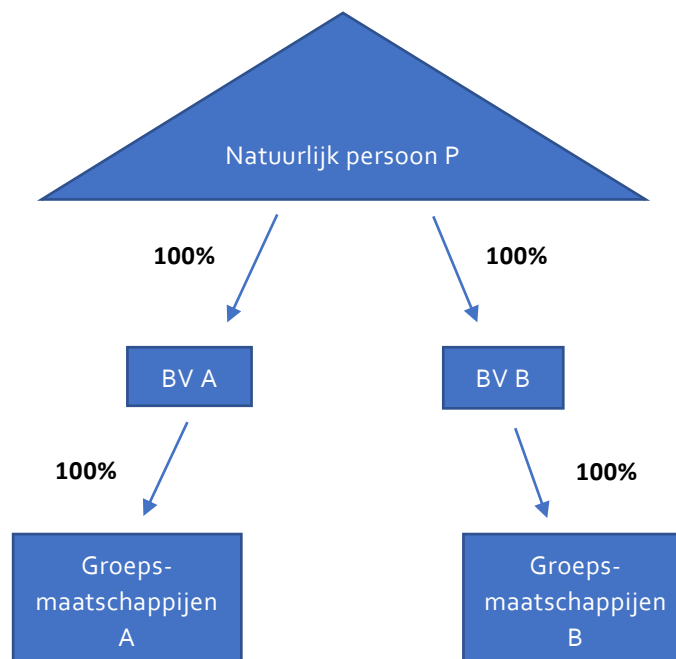 Natuurlijk persoon P
100%
100%
BV A
BV B
100%
100%
Groeps-
maatschappijen
A
Groeps-
maatschappijen
B